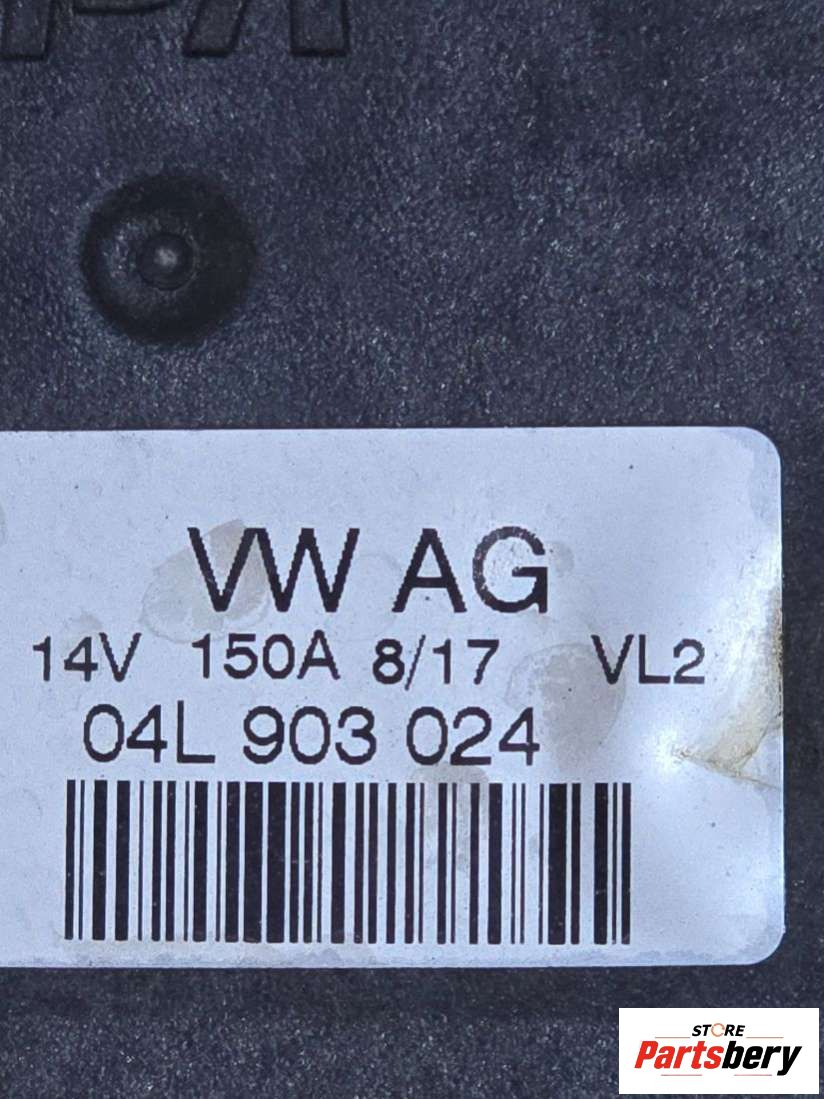 VW AG
14V 150A 8/17 VL2
04L 903 024
STORE
Partsbery